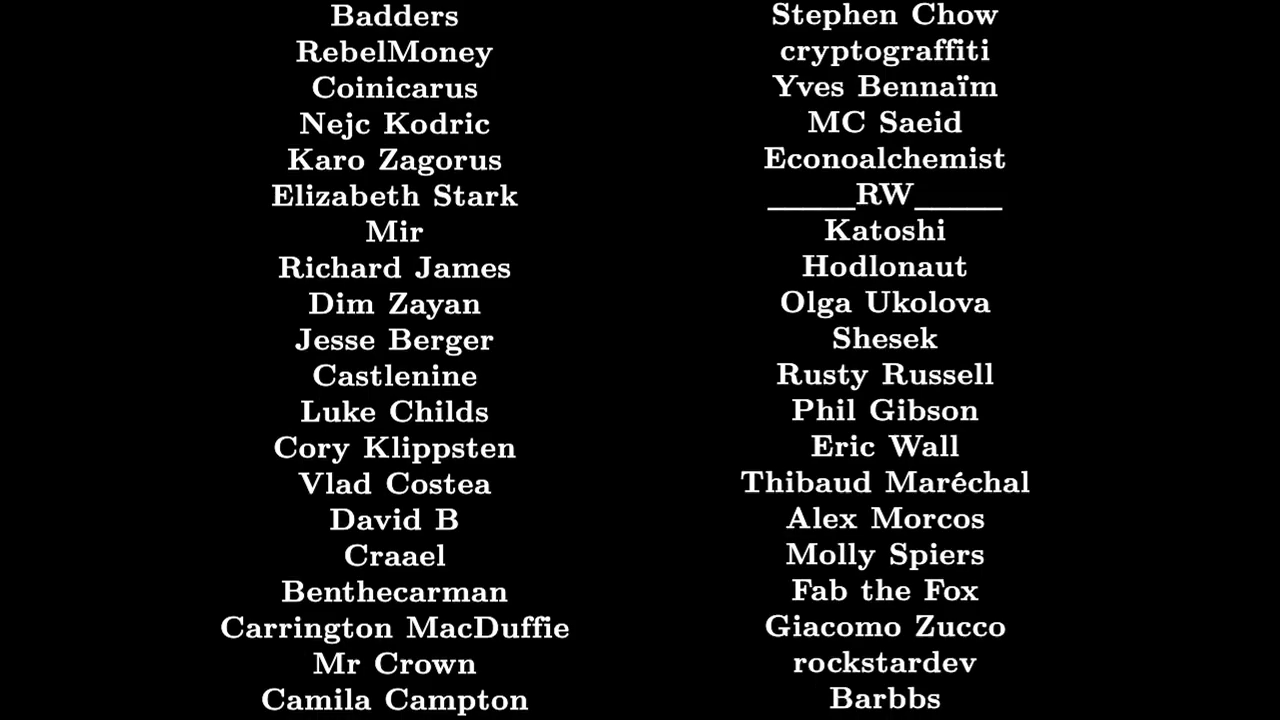 Badders
RebelMoney
Coinicarus
Nejc Kodric
Karo Zagorus
Elizabeth Stark
Mir
Richard James
Dim Zayan
Jesse Berger
Castlenine
Luke Childs
Cory Klippsten
Vlad Costea
David B
Craael
Benthecarman
Carrington MacDuffie
Mr Crown
Camila Campton
Stephen Chow
cryptograffiti
Yves Bennaïm
MC Saeid
Econoalchemist
______RW______
Katoshi
Hodlonaut
Olga Ukolova
Shesek
Rusty Russell
Phil Gibson
Eric Wall
Thibaud Maréchal
Alex Morcos
Molly Spiers
Fab the Fox
Giacomo Zucco
rockstardev
Barbbs